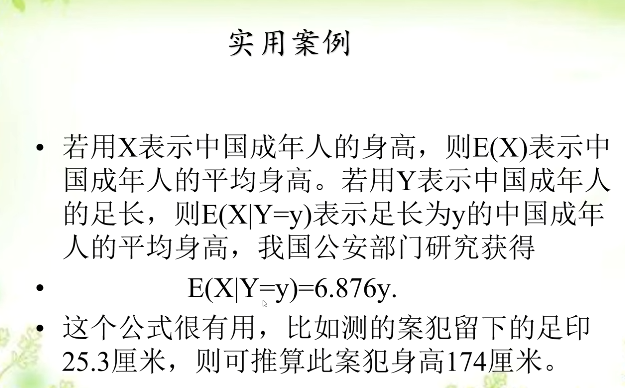 实用案例
• 若用X表示中国成年人的身高，则E(X)表示中
国成年人的平均身高。若用Y表示中国成年人
的足长，则E(X|Y=y)表示足长为y的中国成年
人的平均身高，我国公安部门研究获得
• E(X|Y=y)=6.876y.
• 这个公式很有用，比如测的案犯留下的足印
25.3厘米，则可推算此案犯身高174厘米。